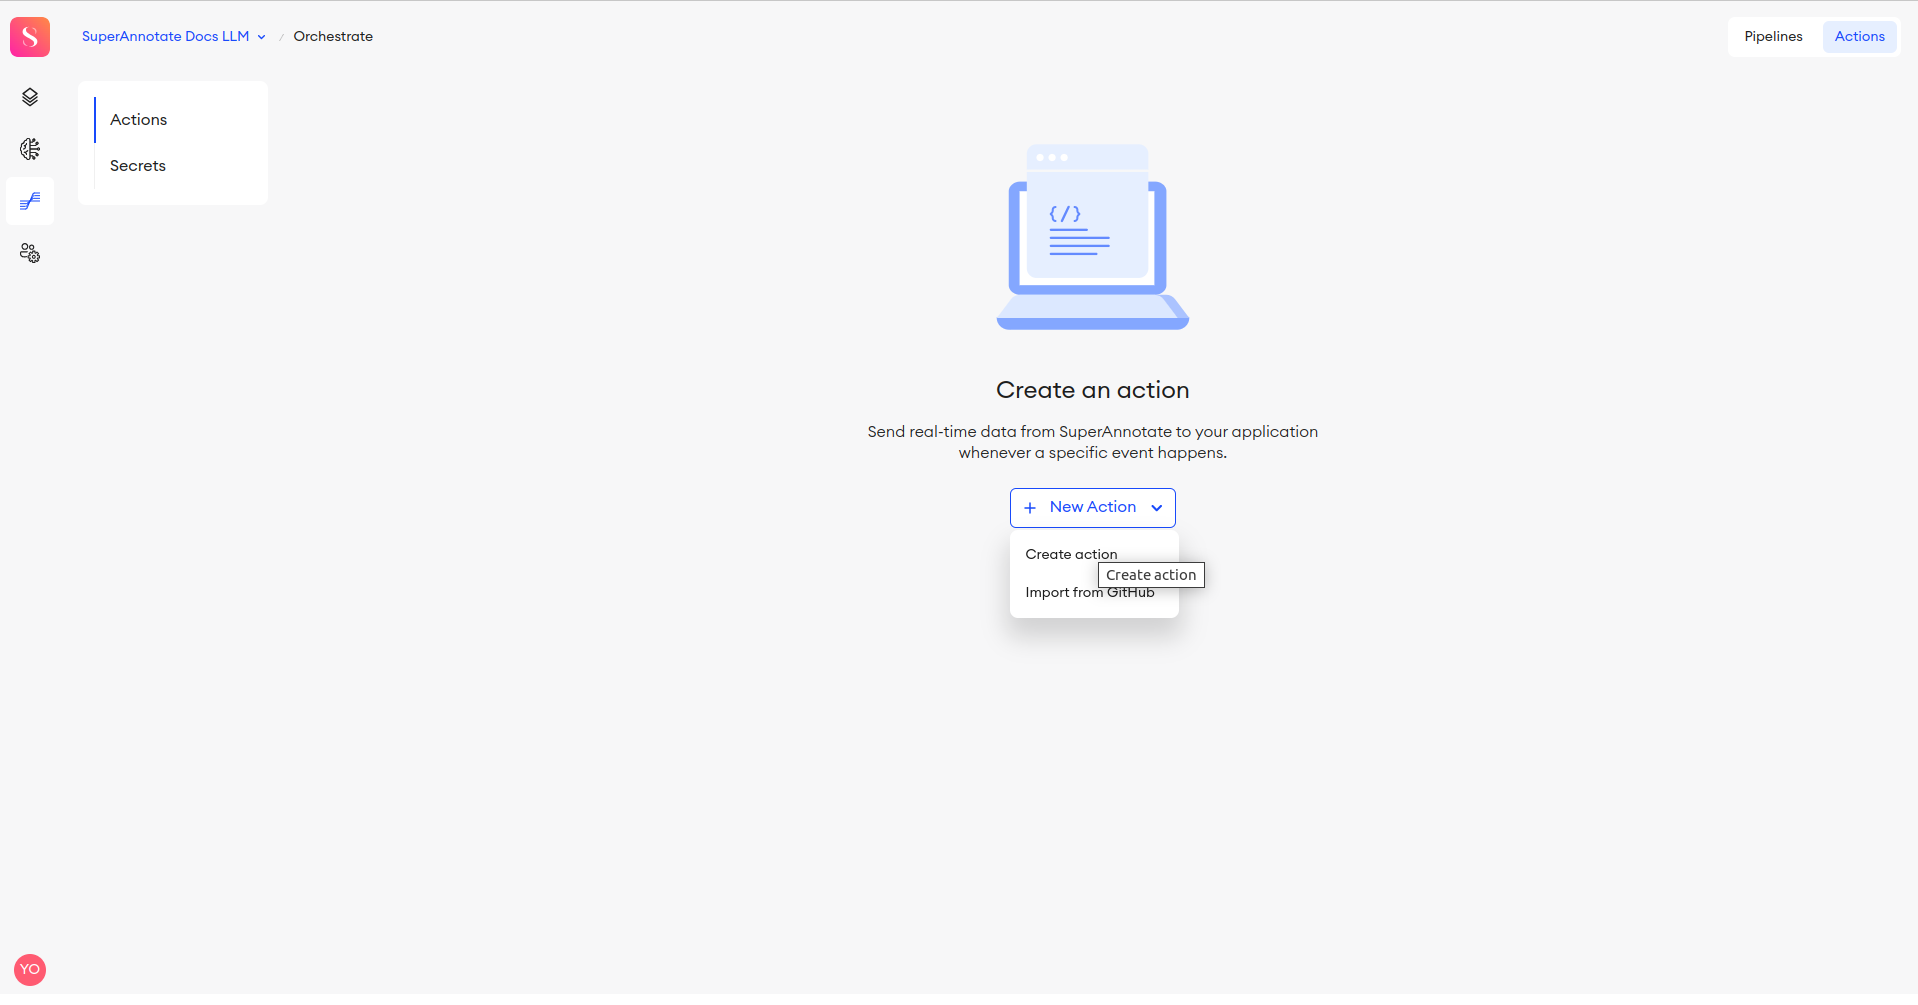 SuperAnnotate Docs LLM / Orchestrate
Pipelines
Actions
Actions
Secrets
{/}
Create an action
Send real-time data from SuperAnnotate to your application
whenever a specific event happens.
+ New Action
Create action
Create action
Import from GitHub
YO